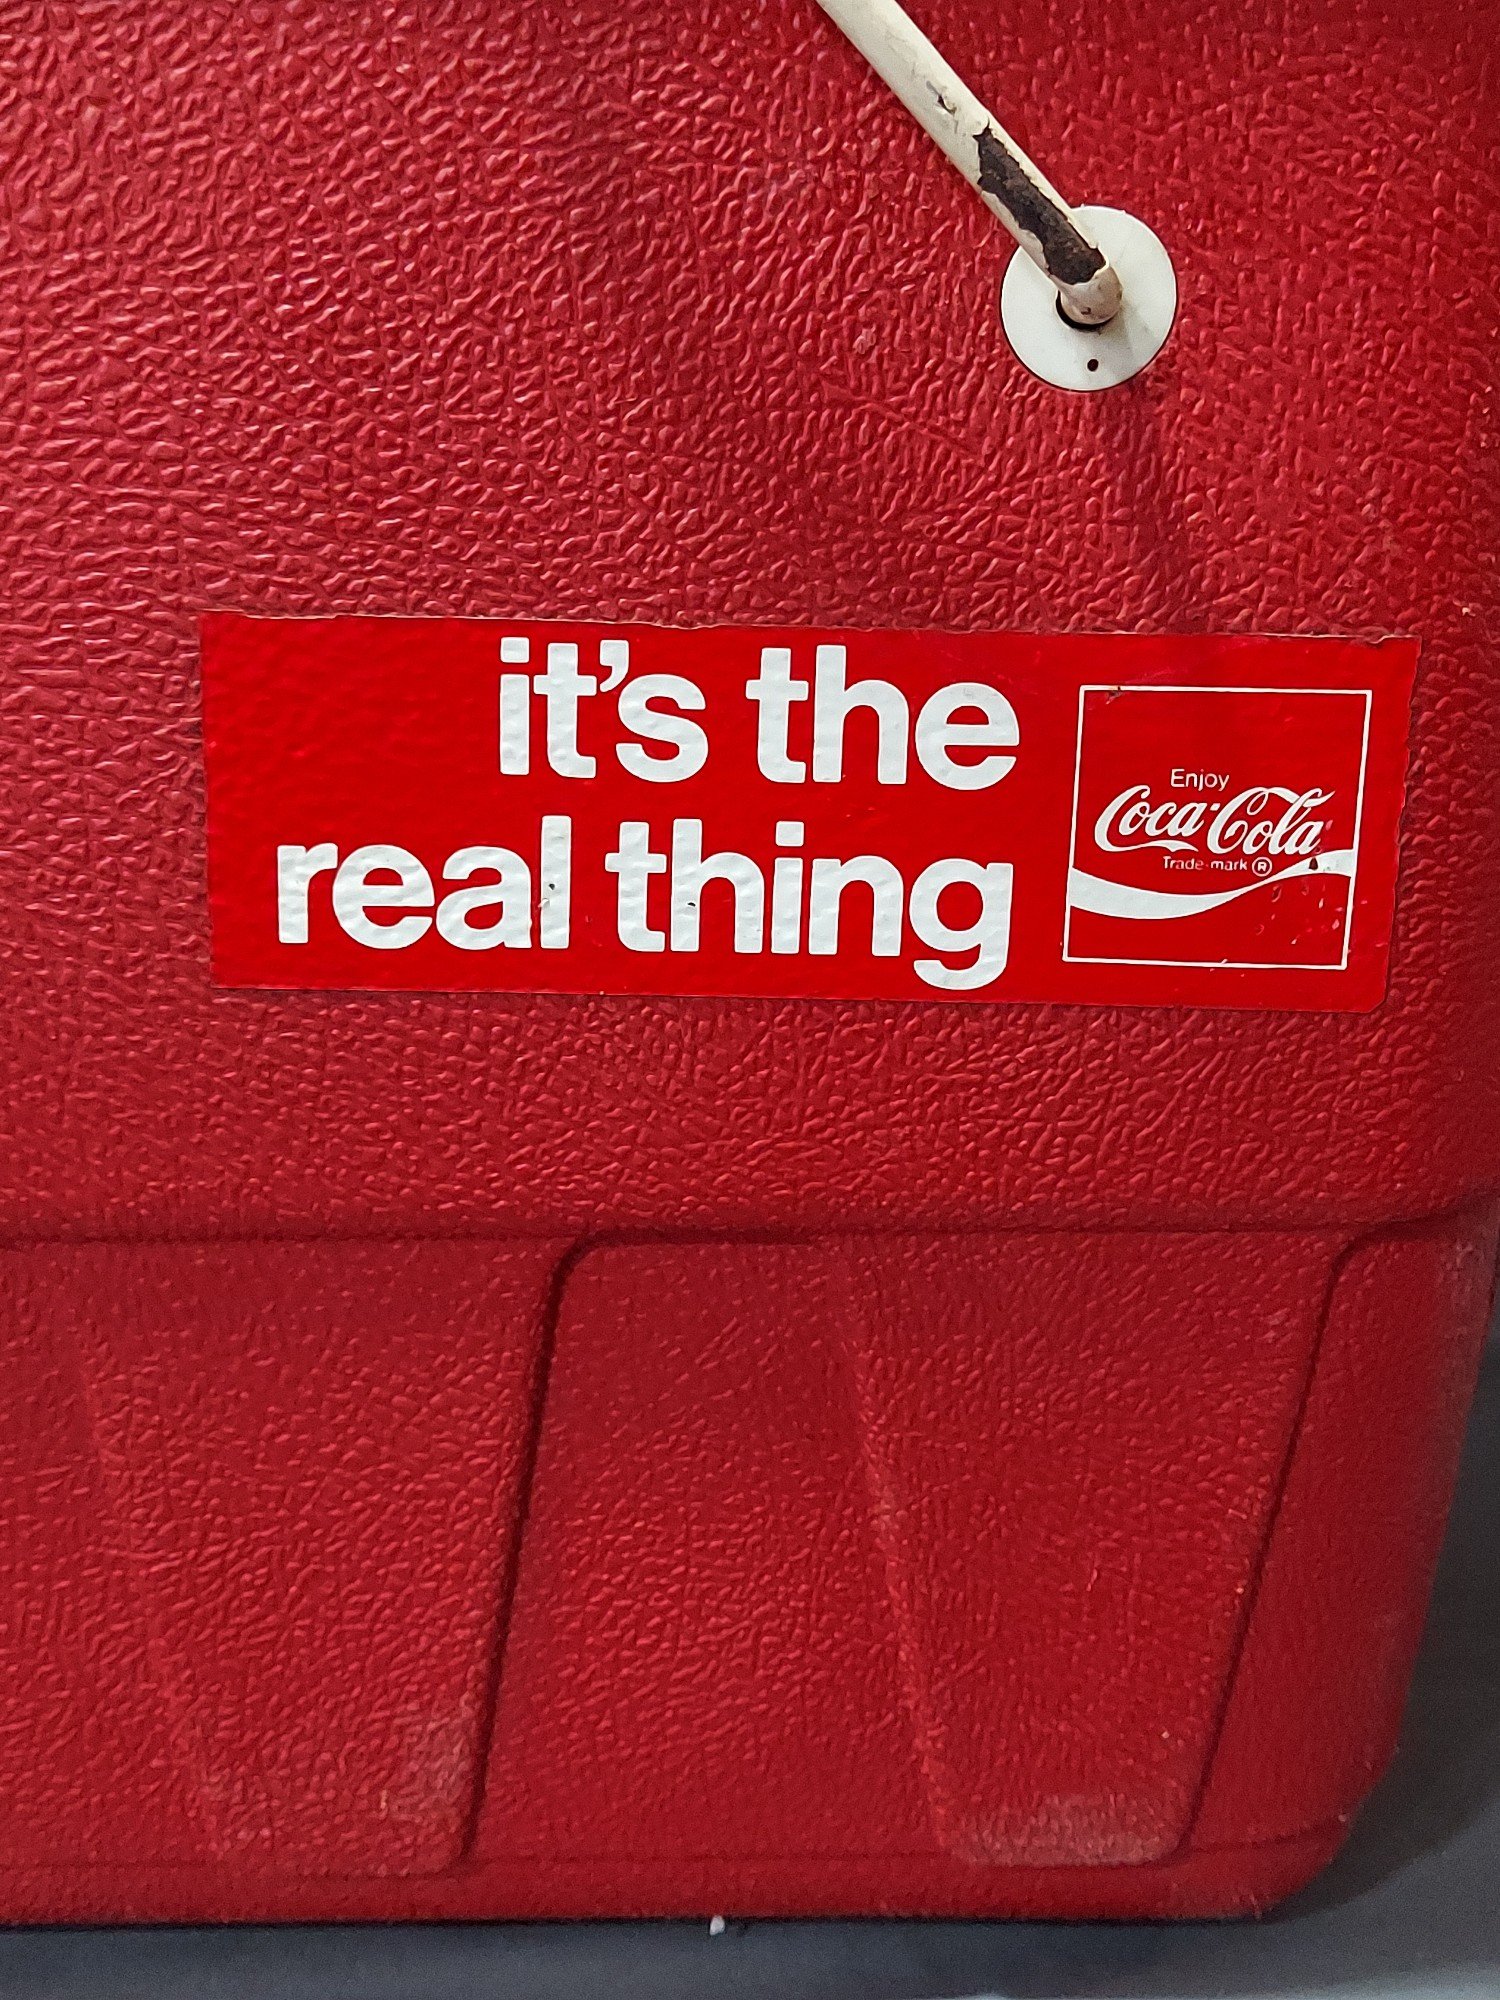 it's the
real thing
Enjoy
Coca-Cola
Trade-mark ®